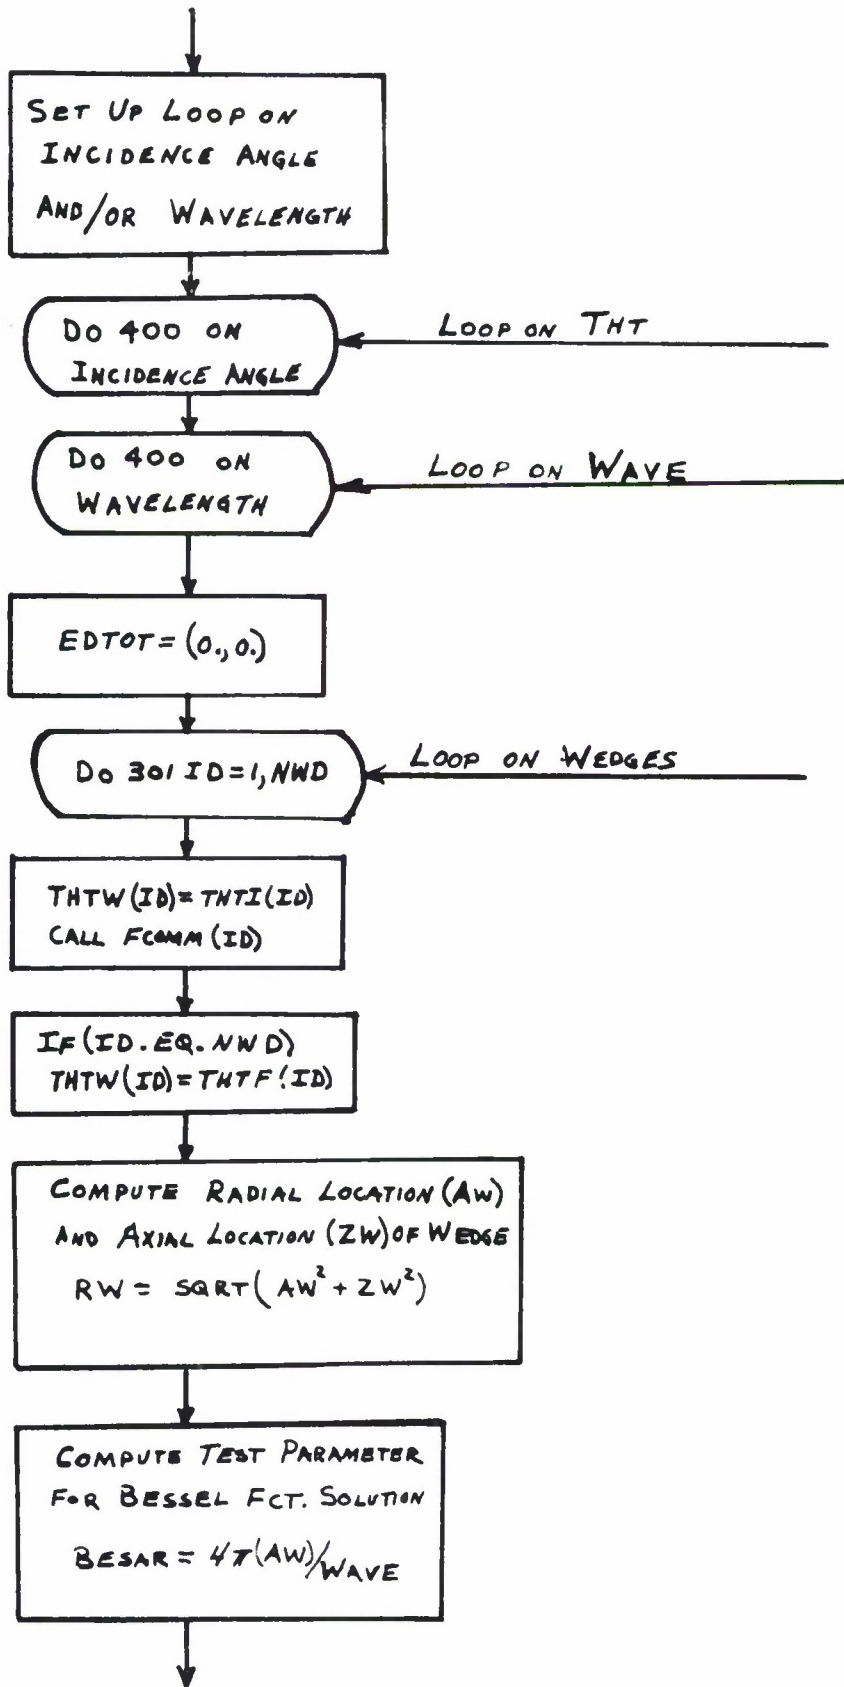 SET UP LOOP ON
INCIDENCE ANGLE
AND/OR WAVELENGTH
DO 400 ON
INCIDENCE ANGLE
LOOP ON THT
DO 400 ON
WAVELENGTH
LOOP ON WAVE
EDTOT = (0., 0.)
DO 301 ID = 1, NWD
LOOP ON WEDGES
THTW(ID) = THTI(ID)
CALL FCOMM(ID)
IF(ID.EQ.NWD)
THTW(ID) = THTF(ID)
COMPUTE RADIAL LOCATION (AW)
AND AXIAL LOCATION (ZW) OF WEDGE
RW = SQRT(AW² + ZW²)
COMPUTE TEST PARAMETER
FOR BESSEL FCT. SOLUTION
BESAR = 4π(AW)/WAVE